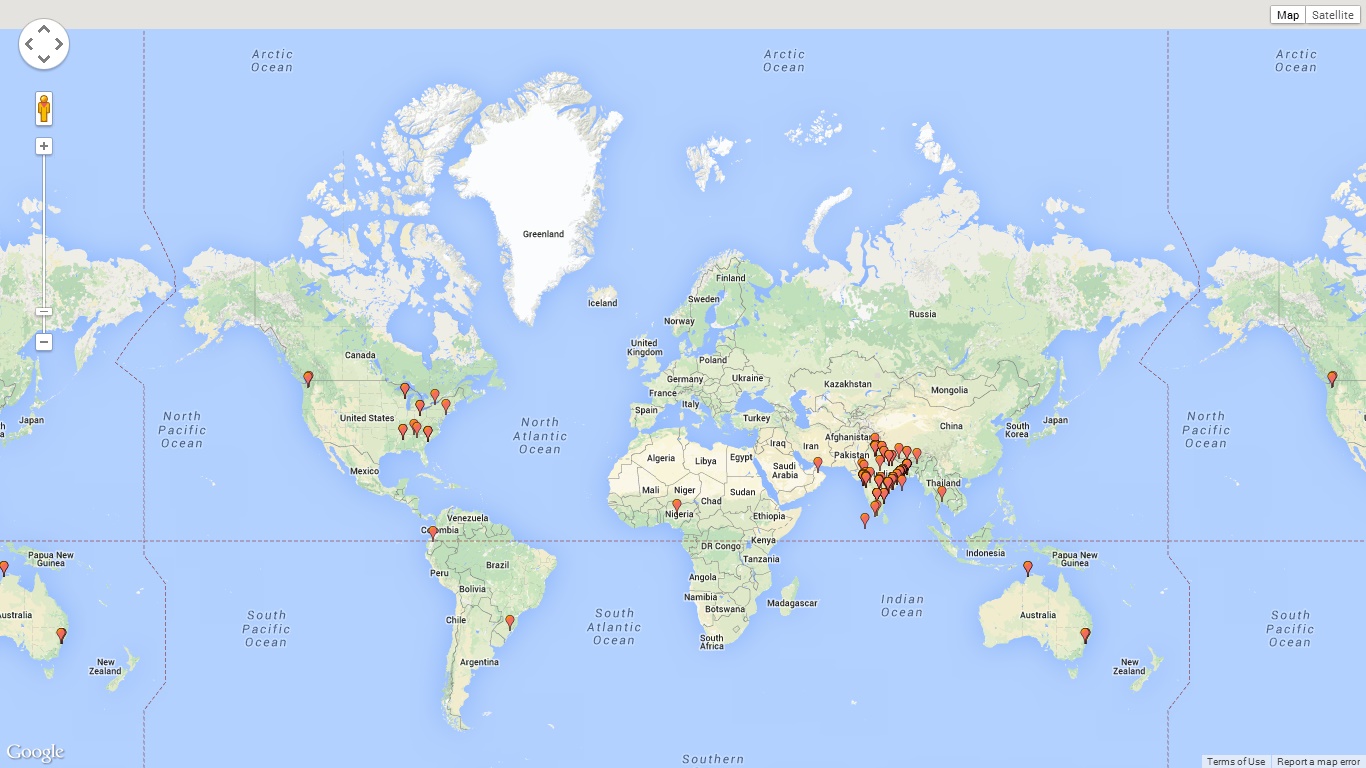 Map
Satellite
Arctic
Ocean
Arctic
Ocean
Arctic
Ocean
Greenland
Iceland
Finland
Sweden
Norway
Russia
United
Kingdom
Canada
Poland
Germany
Ukraine
France
Kazakhstan
Mongolia
Italy
Spain
United States
Turkey
Japan
North
Pacific
Ocean
North
Atlantic
Ocean
China
South
Korea
Japan
North
Pacific
Ocean
Afghanistan
Iraq
Iran
Pakistan
Algeria
Libya
Egypt
Saudi
Arabia
Mexico
Mali
Niger
Chad
Sudan
Thailand
Nigeria
Venezuela
Colombia
Ethiopia
Kenya
DR Congo
Tanzania
Indonesia
Papua New
Guinea
Papua New
Guinea
Peru
Brazil
Bolivia
Angola
Namibia
Botswana
Madagascar
Indian
Ocean
Australia
ustralia
South
Pacific
Ocean
Chile
South
Atlantic
Ocean
South
Africa
South
Pacific
Ocean
Argentina
New
Zealand
New
Zealand
Southern
Google
Terms of Use
Report a map error